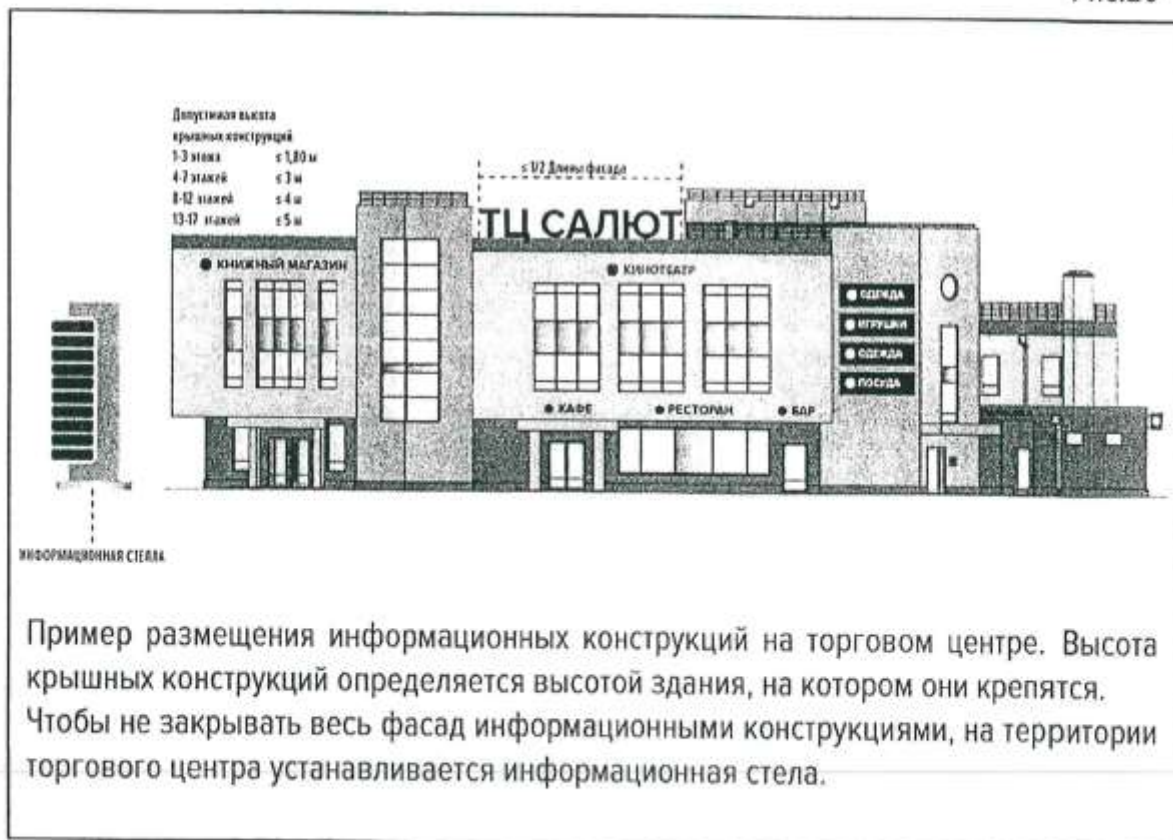 Допустимая высота
крышных конструкций
1-3 этажа ≤ 1,80 м
4-7 этажей ≤ 3 м
8-12 этажей ≤ 4 м
13-17 этажей ≤ 5 м
≤ 1/2 Длины фасада
ТЦ САЛЮТ
КНИЖНЫЙ МАГАЗИН
КИНОТЕАТР
ОДЕЖДА
ИГРУШКИ
ОДЕЖДА
ПОСУДА
КАФЕ
РЕСТОРАН
БАР
ИНФОРМАЦИОННАЯ СТЕЛЛА
Пример размещения информационных конструкций на торговом центре. Высота
крышных конструкций определяется высотой здания, на котором они крепятся.
Чтобы не закрывать весь фасад информационными конструкциями, на территории
торгового центра устанавливается информационная стела.